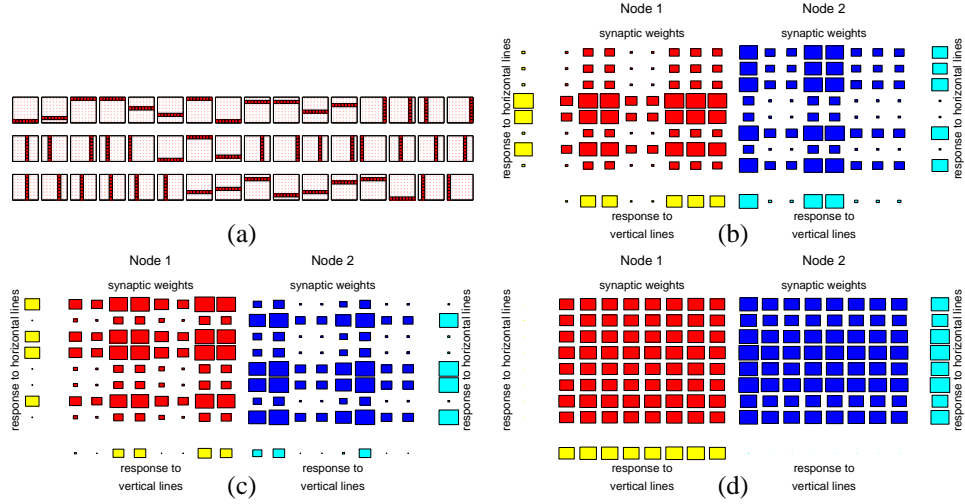 Node 1
Node 2
synaptic weights
response to horizontal lines
response to horizontal lines
response to
vertical lines
response to
vertical lines
(a)
(b)
Node 1
Node 2
synaptic weights
synaptic weights
response to horizontal lines
response to horizontal lines
response to
vertical lines
response to
vertical lines
(c)
Node 1
Node 2
synaptic weights
synaptic weights
response to horizontal lines
response to horizontal lines
response to
vertical lines
response to
vertical lines
(d)